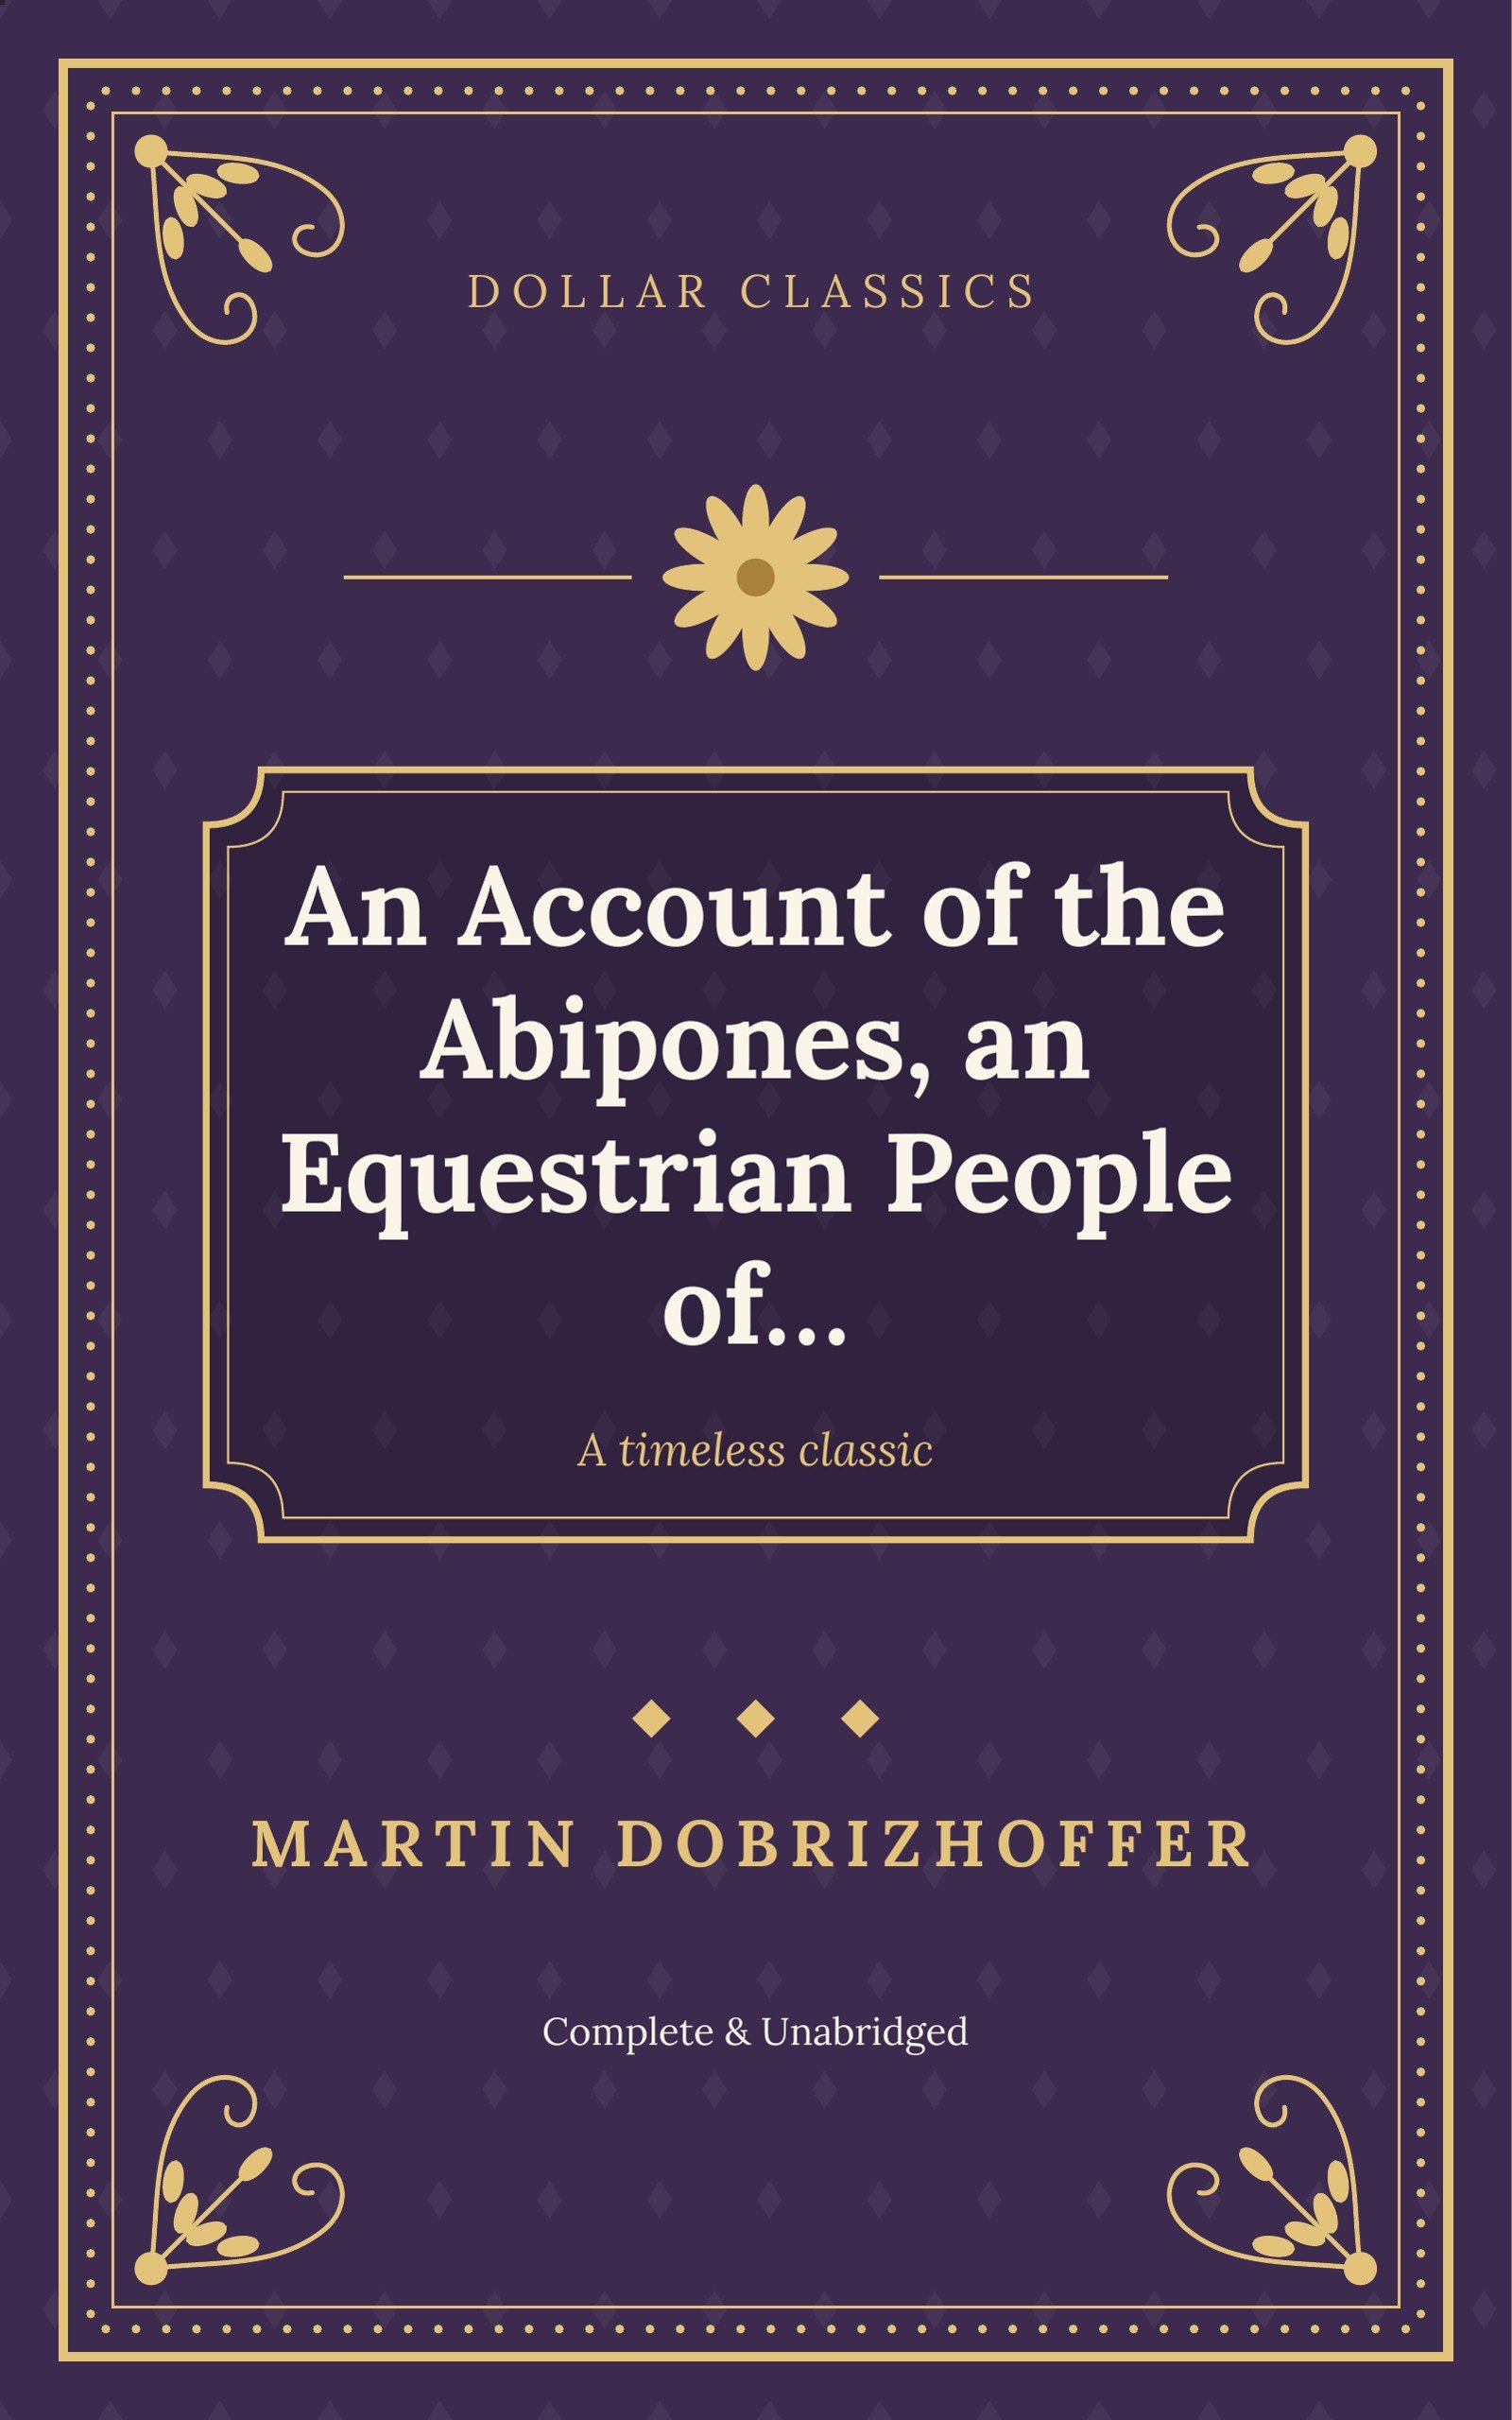 DOLLAR CLASSICS
An Account of the
Abipones, an
Equestrian People
of...
A timeless classic
MARTIN DOBRIZHOFFER
Complete & Unabridged